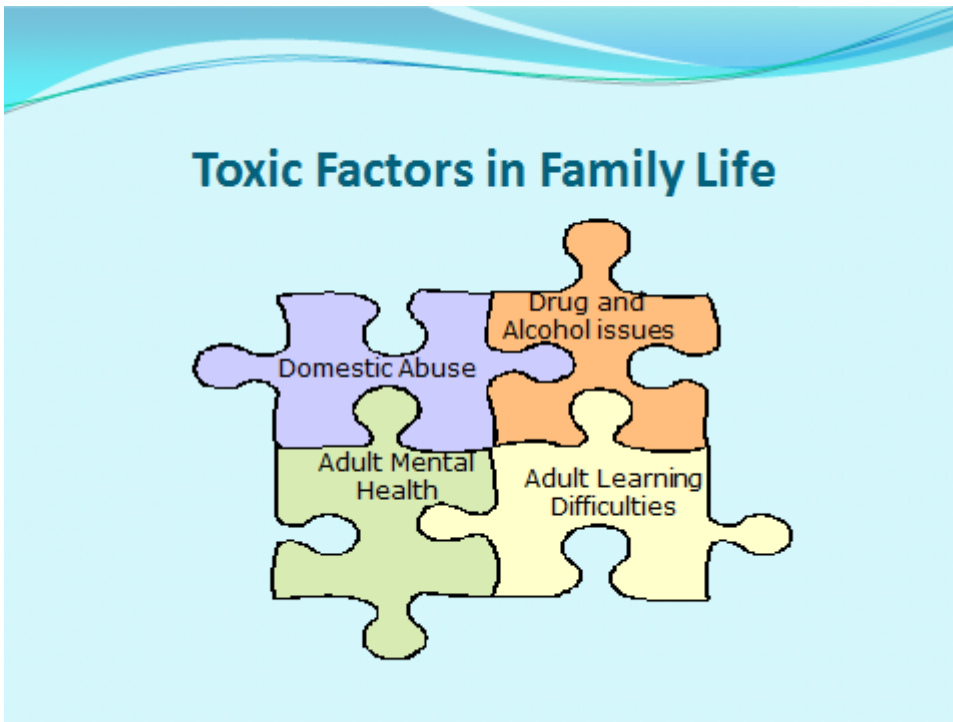 Toxic Factors in Family Life
Drug and
Alcohol issues
Domestic Abuse
Adult Mental
Health
Adult Learning
Difficulties